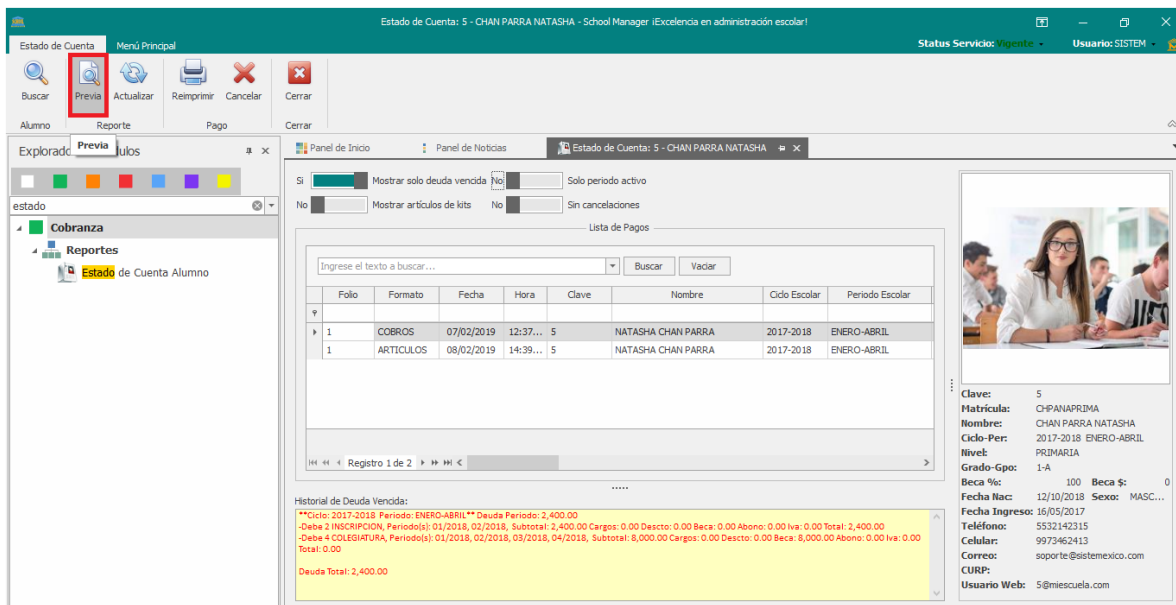 Estado de Cuenta: 5 - CHAN PARRA NATASHA - School Manager ¡Excelencia en administración escolar!
Estado de Cuenta Menú Principal Status Servicio: Vigente Usuario: SISTEM
Buscar Previa Actualizar Reimprimir Cancelar Cerrar
Alumno Reporte Pago Cerrar
Previa
Panel de Inicio Panel de Noticias Estado de Cuenta: 5 - CHAN PARRA NATASHA
estado
Cobranza
Reportes
Estado de Cuenta Alumno
Si Mostrar solo deuda vencida No Solo periodo activo
No Mostrar artículos de kits No Sin cancelaciones
Lista de Pagos
Ingrese el texto a buscar... Buscar Vaciar
Folio Formato Fecha Hora Clave Nombre Ciclo Escolar Periodo Escolar
1 COBROS 07/02/2019 12:37... 5 NATASHA CHAN PARRA 2017-2018 ENERO-ABRIL
1 ARTICULOS 08/02/2019 14:39... 5 NATASHA CHAN PARRA 2017-2018 ENERO-ABRIL
Registro 1 de 2
Historial de Deuda Vencida:
**Ciclo: 2017-2018 Periodo: ENERO-ABRIL** Deuda Periodo: 2,400.00
-Debe 2 INSCRIPCION, Periodo(s): 01/2018, 02/2018, Subtotal: 2,400.00 Cargos: 0.00 Descto: 0.00 Beca: 0.00 Abono: 0.00 Iva: 0.00 Total: 2,400.00
-Debe 4 COLEGIATURA, Periodo(s): 01/2018, 02/2018, 03/2018, 04/2018, Subtotal: 8,000.00 Cargos: 0.00 Descto: 0.00 Beca: 8,000.00 Abono: 0.00 Iva: 0.00
Total: 0.00
Deuda Total: 2,400.00
Clave: 5
Matrícula: CHPANAPRIMA
Nombre: CHAN PARRA NATASHA
Ciclo-Per: 2017-2018 ENERO-ABRIL
Nivel: PRIMARIA
Grado-Gpo: 1-A
Beca %: 100 Beca $: 0
Fecha Nac: 12/10/2018 Sexo: MASC...
Fecha Ingreso: 16/05/2017
Teléfono: 5532142315
Celular: 9973462413
Correo: soporte@sistemexico.com
CURP:
Usuario Web: 5@miescuela.com